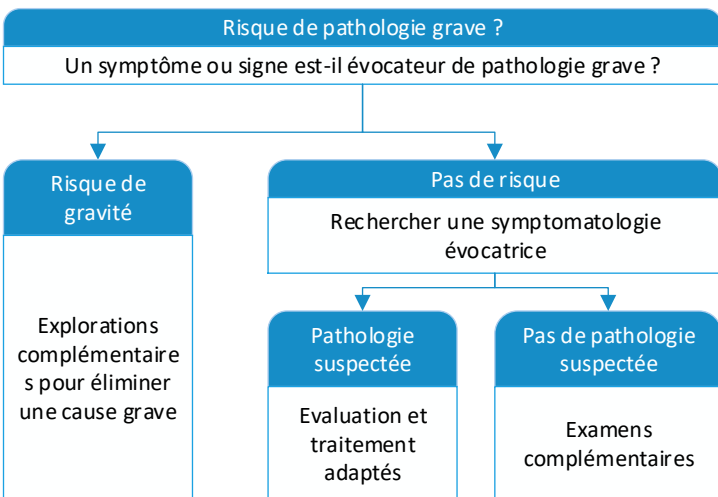 Risque de pathologie grave ?
Un symptôme ou signe est-il évocateur de pathologie grave ?
Risque de
gravité
Explorations
complémentaire
s pour éliminer
une cause grave
Pas de risque
Rechercher une symptomatologie
évocatrice
Pathologie
suspectée
Evaluation et
traitement
adaptés
Pas de pathologie
suspectée
Examens
complémentaires